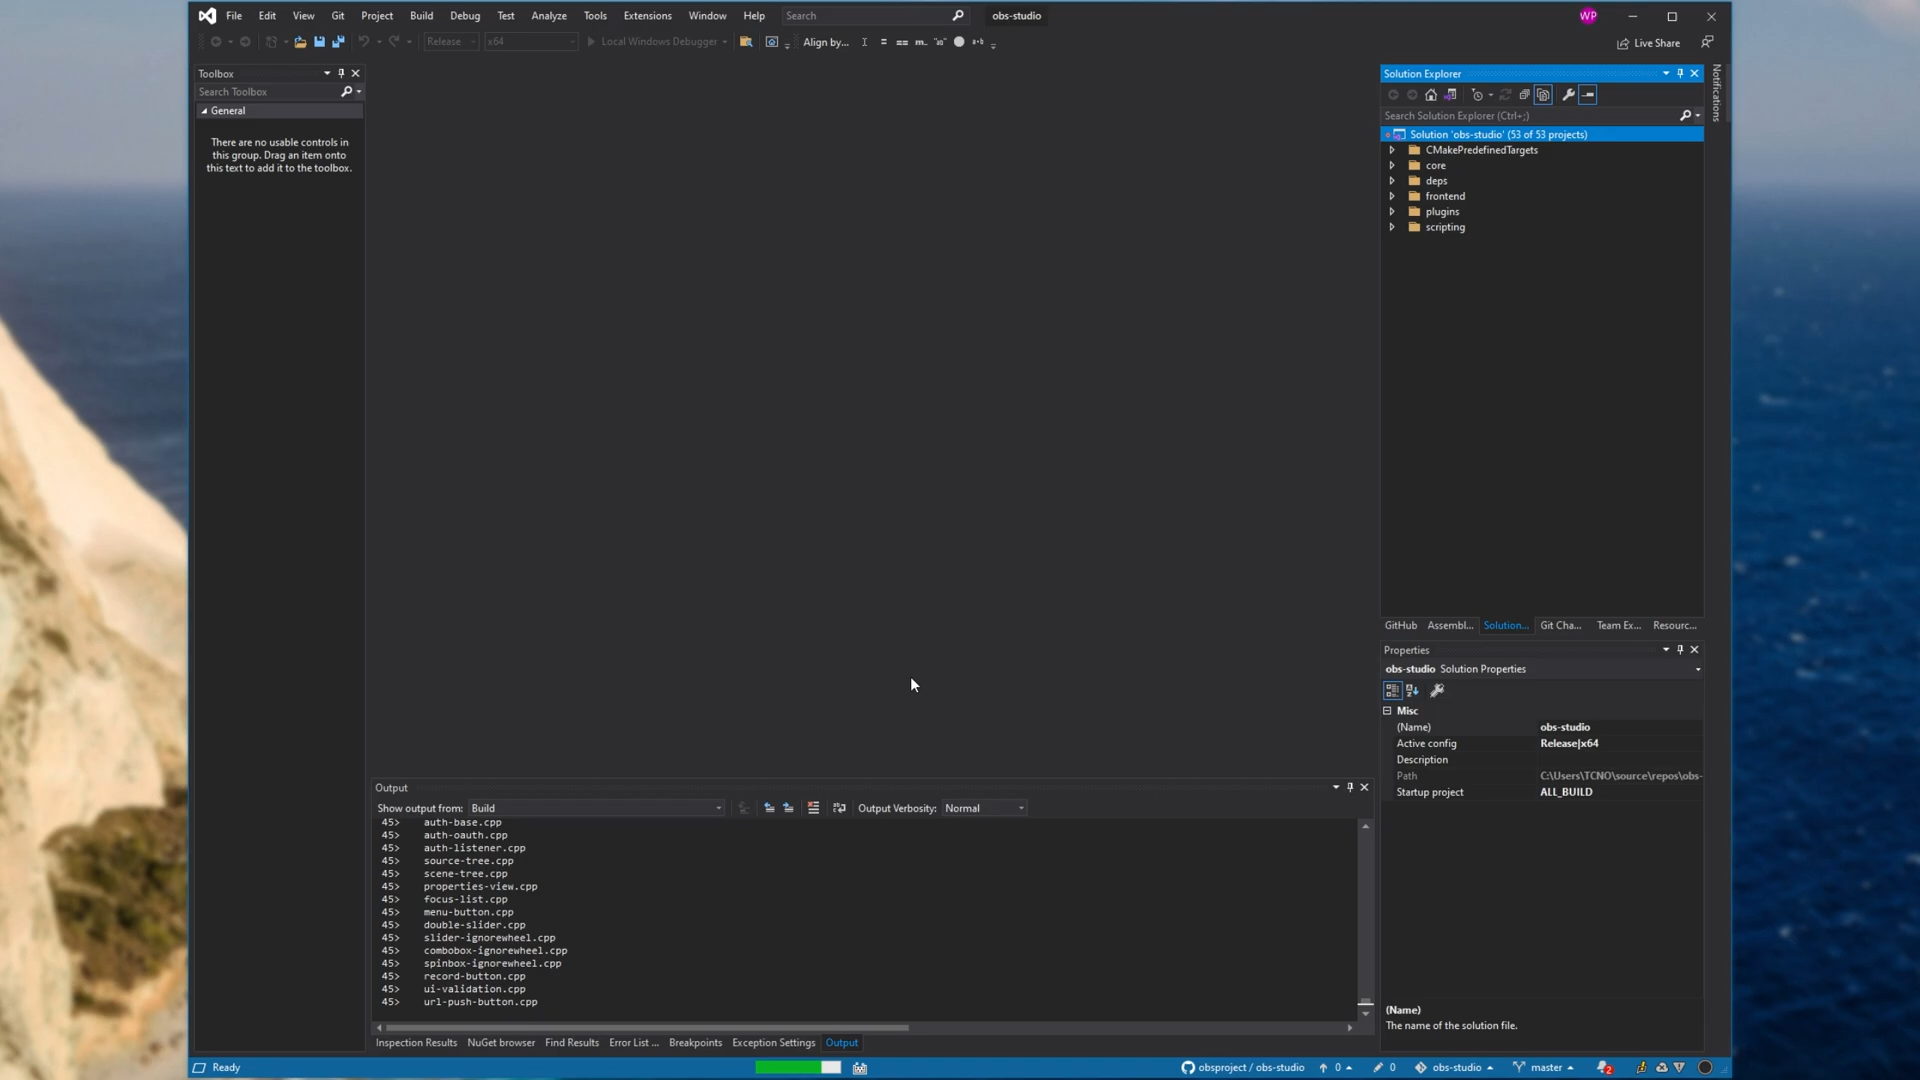 File Edit View Git Project Build Debug Test Analyze Tools Extensions Window Help Search obs-studio WP
Release x64 Local Windows Debugger Align by... Live Share
Toolbox
Search Toolbox
General
There are no usable controls in
this group. Drag an item onto
this text to add it to the toolbox.
Solution Explorer
Notifications
Search Solution Explorer (Ctrl+;)
Solution 'obs-studio' (53 of 53 projects)
CMakePredefinedTargets
core
deps
frontend
plugins
scripting
GitHub Assembl... Solution... Git Cha... Team Ex... Resourc...
Properties
obs-studio Solution Properties
Misc
(Name) obs-studio
Active config Release|x64
Description
Path C:\Users\TCNO\source\repos\obs-
Startup project ALL_BUILD
(Name)
The name of the solution file.
Output
Show output from: Build Output Verbosity: Normal
45> auth-base.cpp
45> auth-oauth.cpp
45> auth-listener.cpp
45> source-tree.cpp
45> scene-tree.cpp
45> properties-view.cpp
45> focus-list.cpp
45> menu-button.cpp
45> double-slider.cpp
45> slider-ignorewheel.cpp
45> combobox-ignorewheel.cpp
45> spinbox-ignorewheel.cpp
45> record-button.cpp
45> ui-validation.cpp
45> url-push-button.cpp
Inspection Results NuGet browser Find Results Error List ... Breakpoints Exception Settings Output
Ready obsproject / obs-studio 0 0 obs-studio master 2